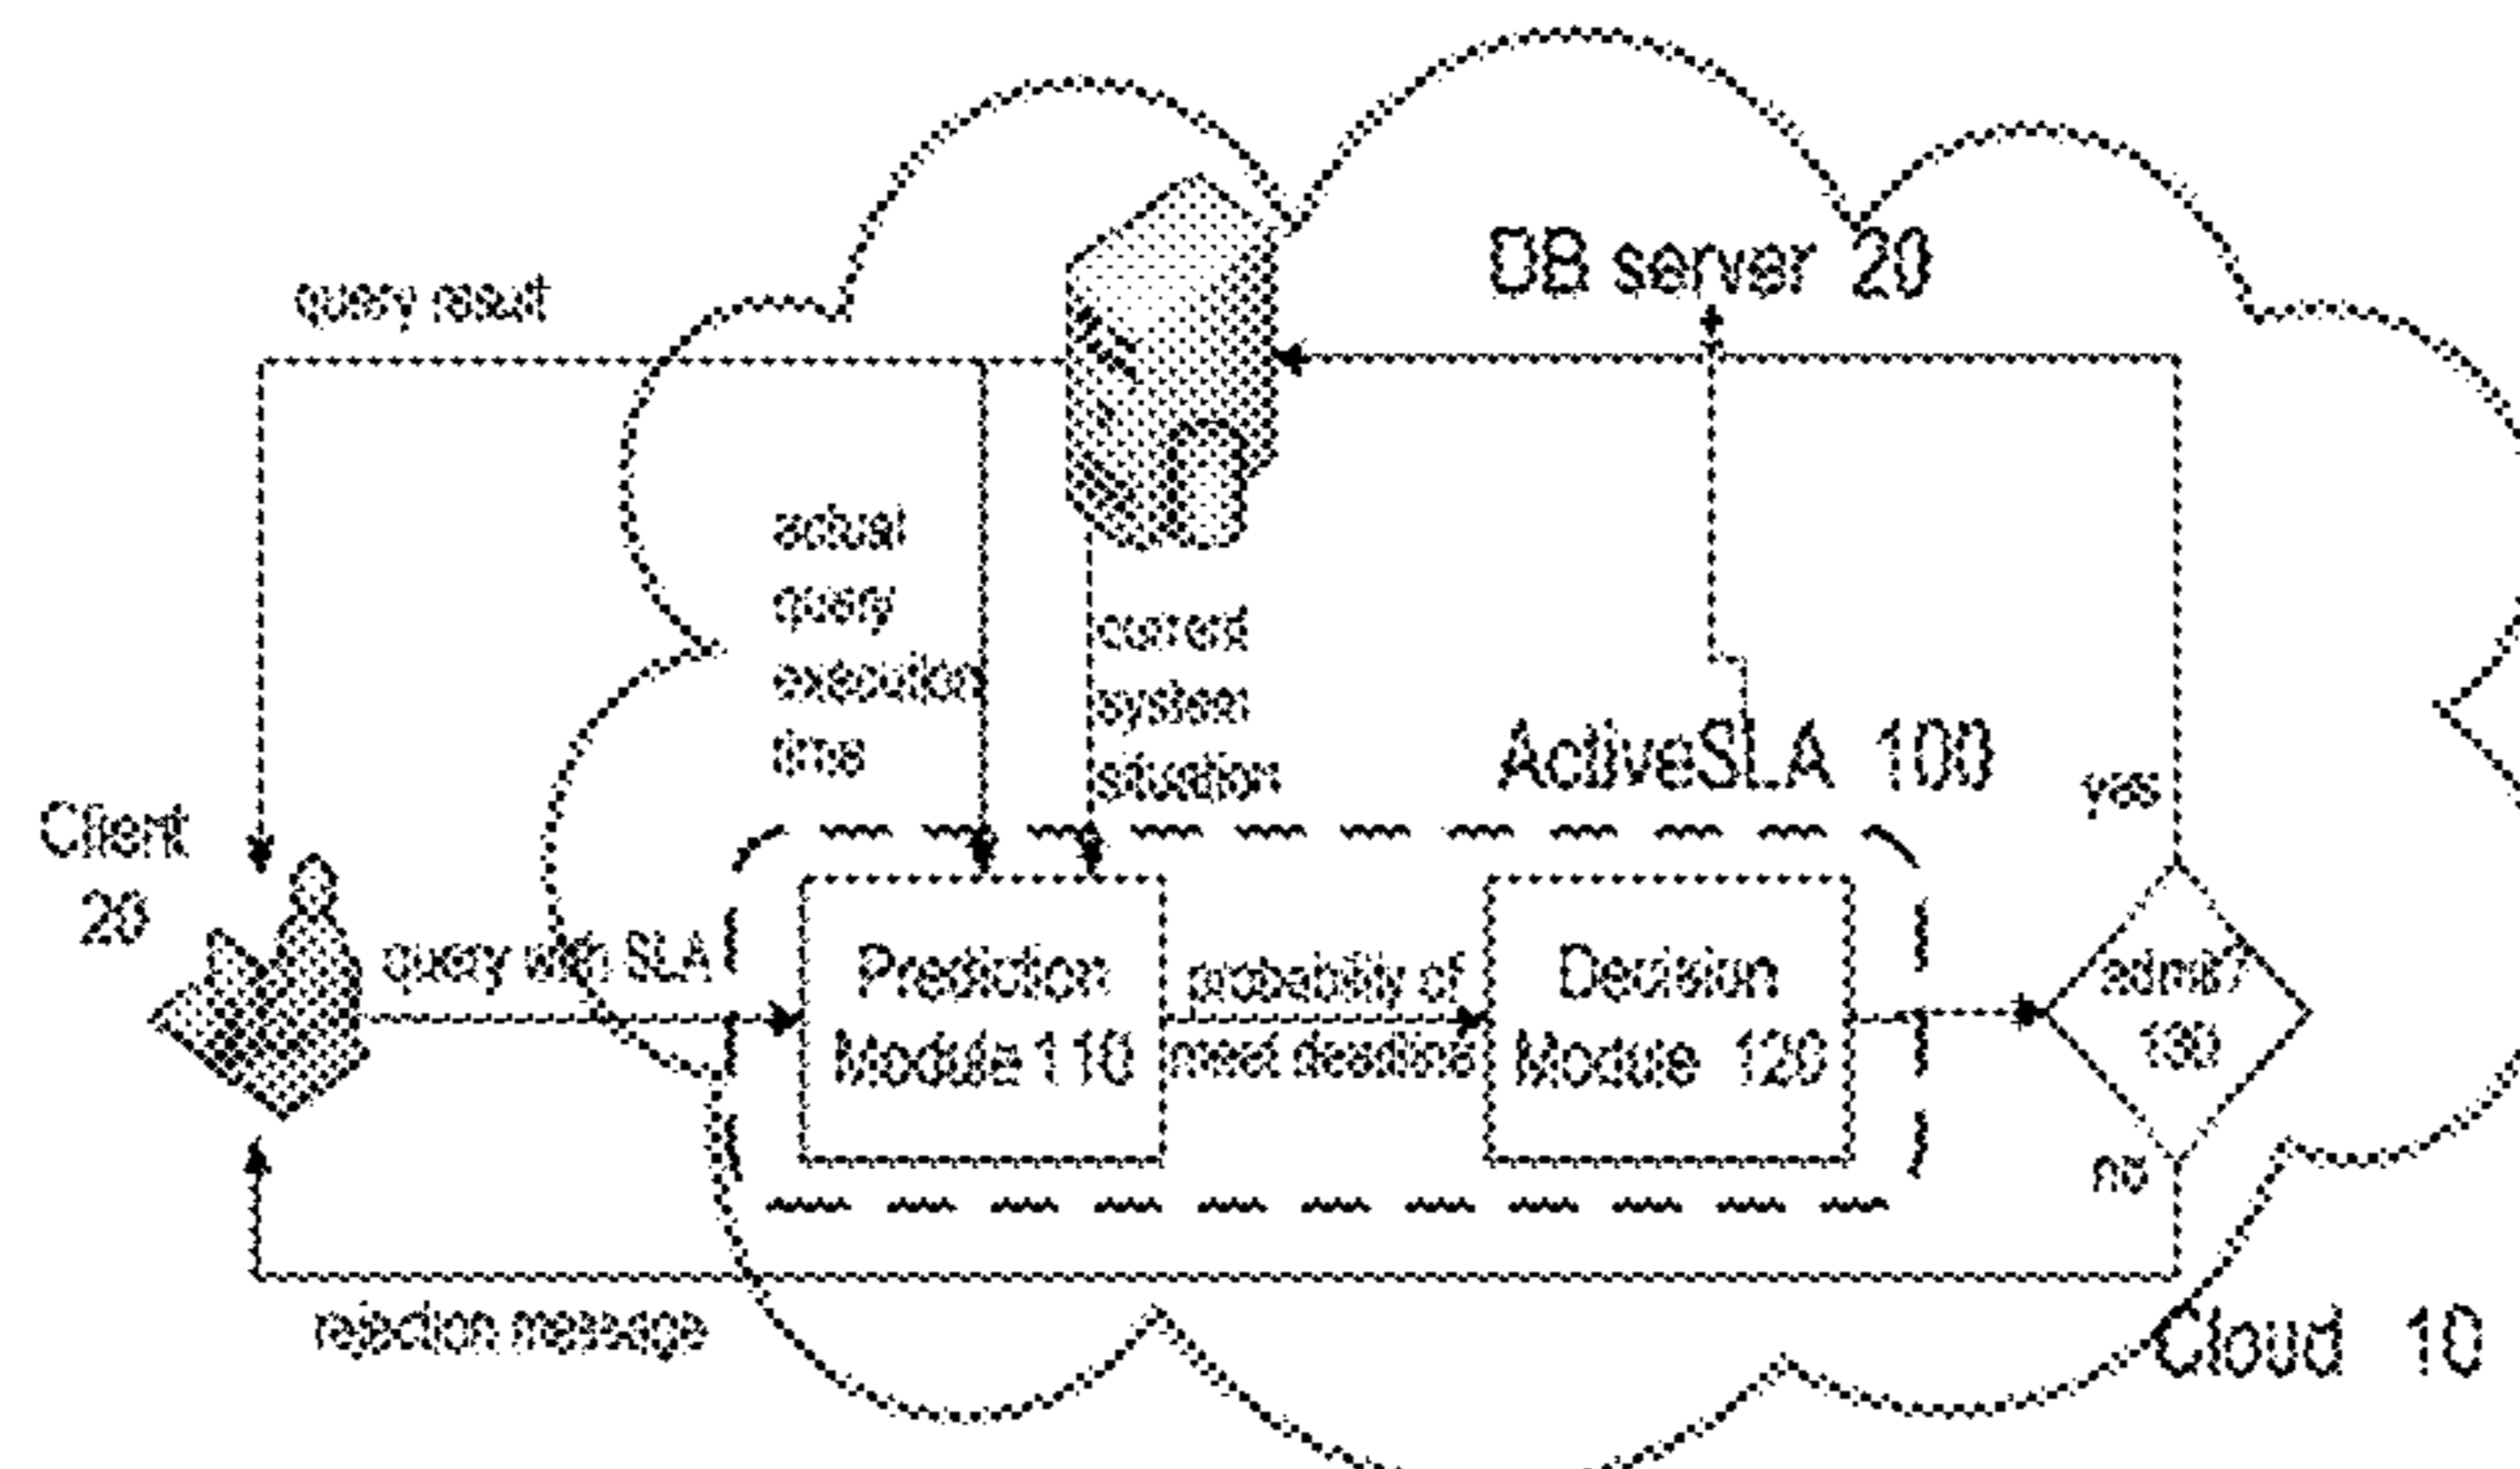 DB server 20
query result
actual
query
execution
time
current
system
situation
ActiveSLA 100
yes
Client
20
query with SLA
Prediction
Module 110
probability of
meet deadline
Decision
Module 120
admit?
130
no
rejection message
Cloud 10